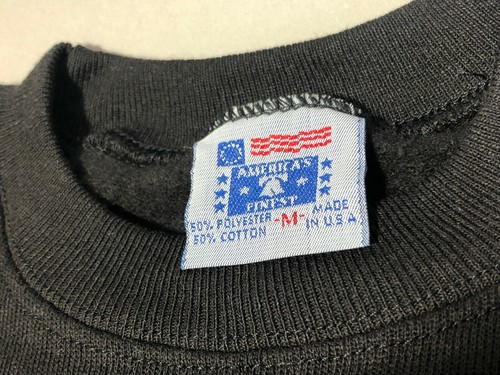 AMERICA'S
FINEST
50% POLYESTER -M- MADE
50% COTTON IN U.S.A